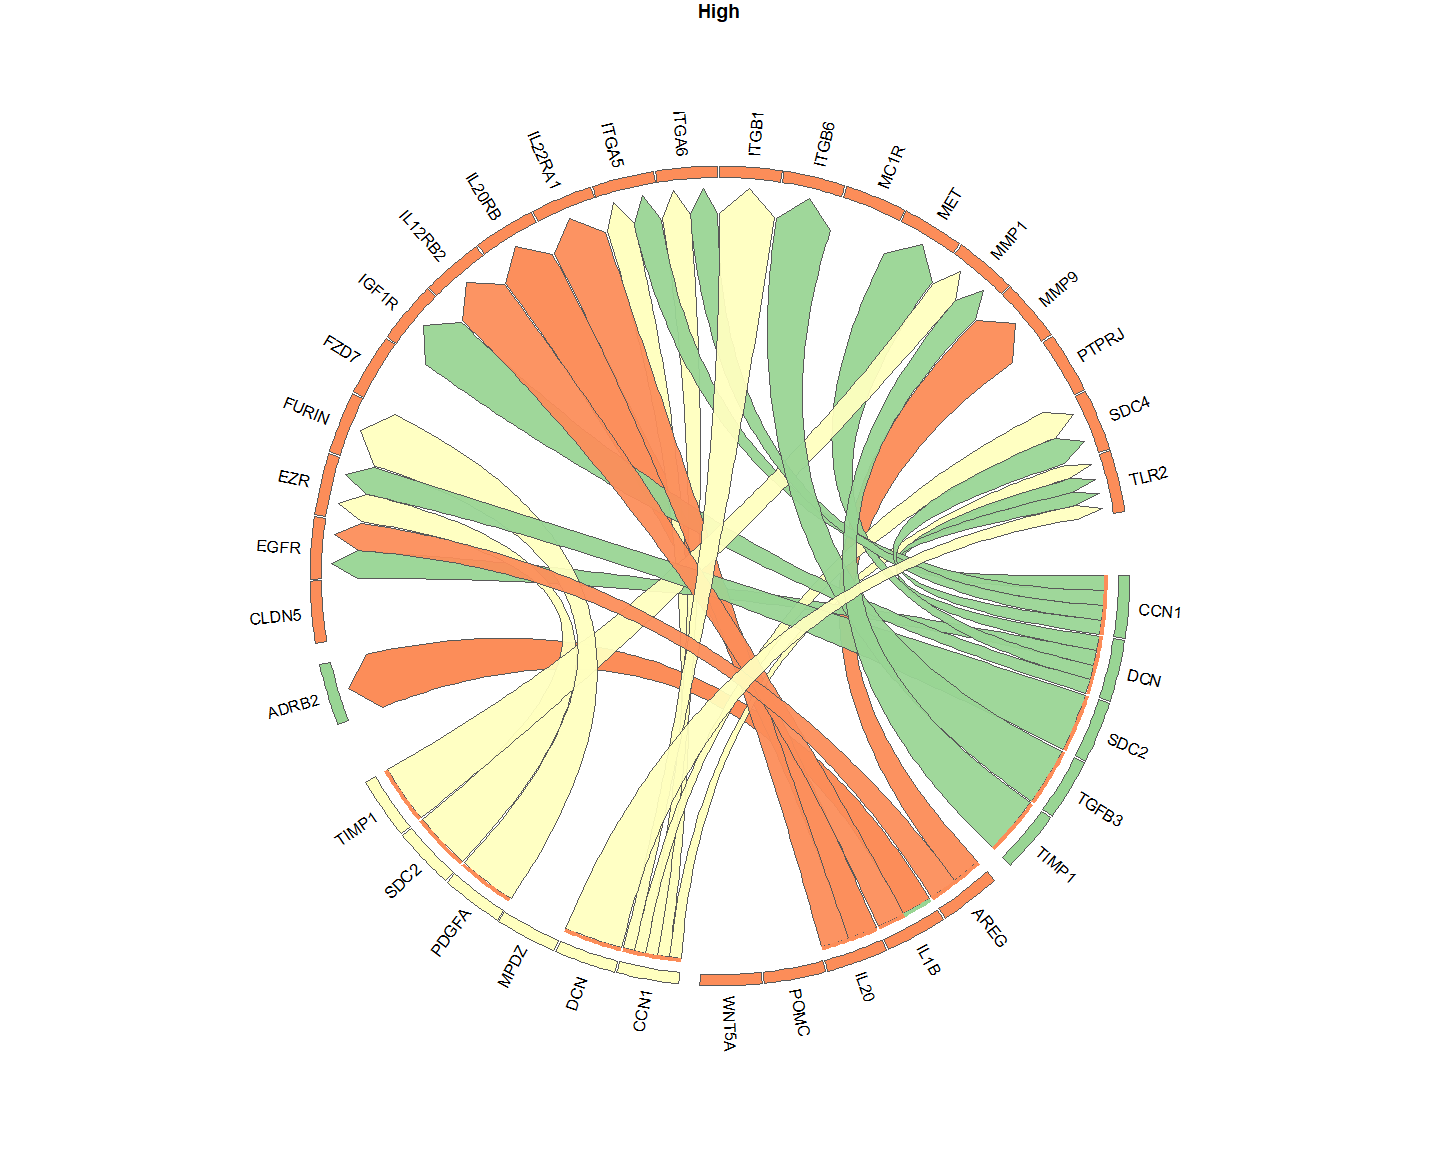 High
ITGA6
ITGB1
ITGB6
MC1R
MET
MMP1
MMP9
PTPRJ
SDC4
TLR2
CCN1
DCN
SDC2
TGFB3
TIMP1
AREG
IL1B
IL20
POMC
WNT5A
CCN1
DCN
MPDZ
PDGFA
SDC2
TIMP1
ADRB2
CLDN5
EGFR
EZR
FURIN
FZD7
IGF1R
IL12RB2
IL20RB
IL22RA1
ITGA5